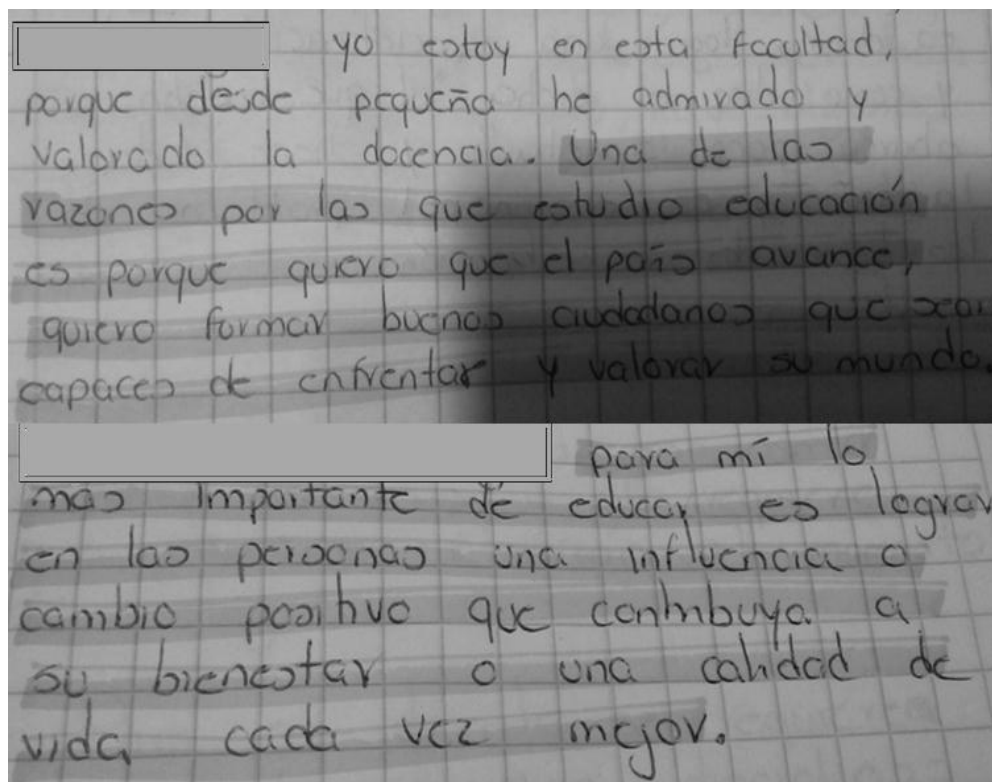 yo estoy en esta facultad,
porque desde pequeña he admirado y
valorado la docencia. Una de las
razones por las que estudio educación
es porque quiero que el país avance,
quiero formar buenos ciudadanos que sean
capaces de enfrentar y valorar su mundo.
para mí lo
mas importante de educar es lograr
en las personas una influencia o
cambio positivo que contribuya a
su bienestar o una calidad de
vida cada vez mejor.